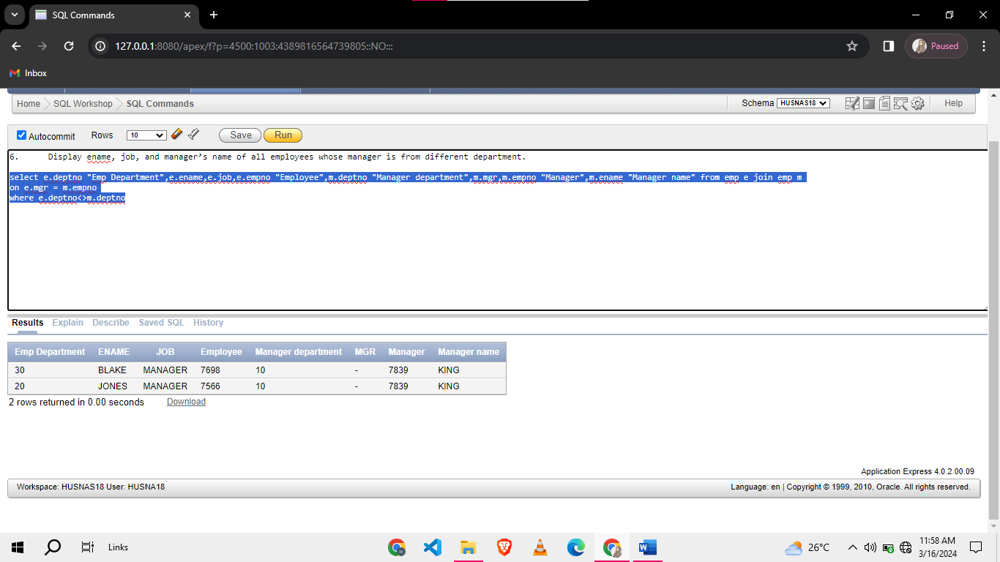 SQL Commands
127.0.0.1:8080/apex/f?p=4500:1003:4389816564739805::NO:::
Paused
Inbox
Home SQL Workshop SQL Commands Schema HUSNAS18 Help
Autocommit Rows 10 Save Run
6. Display ename, job, and manager’s name of all employees whose manager is from different department.
select e.deptno "Emp Department",e.ename,e.job,e.empno "Employee",m.deptno "Manager department",m.mgr,m.empno "Manager",m.ename "Manager name" from emp e join emp m
on e.mgr = m.empno
where e.deptno<>m.deptno
Results Explain Describe Saved SQL History
Emp Department ENAME JOB Employee Manager department MGR Manager Manager name
30 BLAKE MANAGER 7698 10 - 7839 KING
20 JONES MANAGER 7566 10 - 7839 KING
2 rows returned in 0.00 seconds Download
Application Express 4.0.2.00.09
Workspace: HUSNAS18 User: HUSNA18 Language: en | Copyright © 1999, 2010, Oracle. All rights reserved.
Links 26°C 11:58 AM
3/16/2024